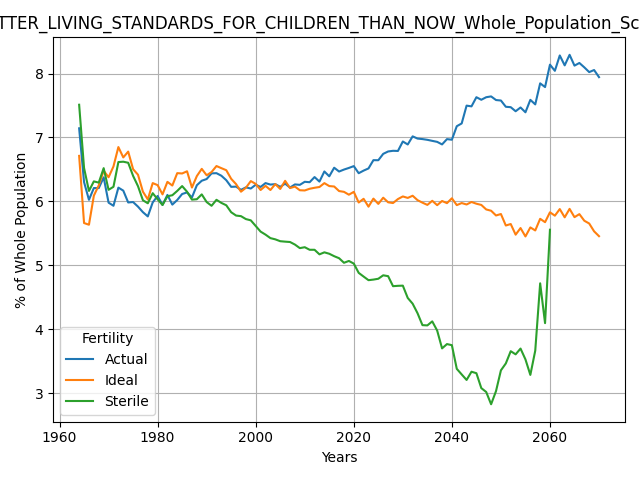 TTER_LIVING_STANDARDS_FOR_CHILDREN_THAN_NOW_Whole_Population_Sc
% of Whole Population
8
7
6
5
4
3
Fertility
Actual
Ideal
Sterile
1960 1980 2000 2020 2040 2060
Years